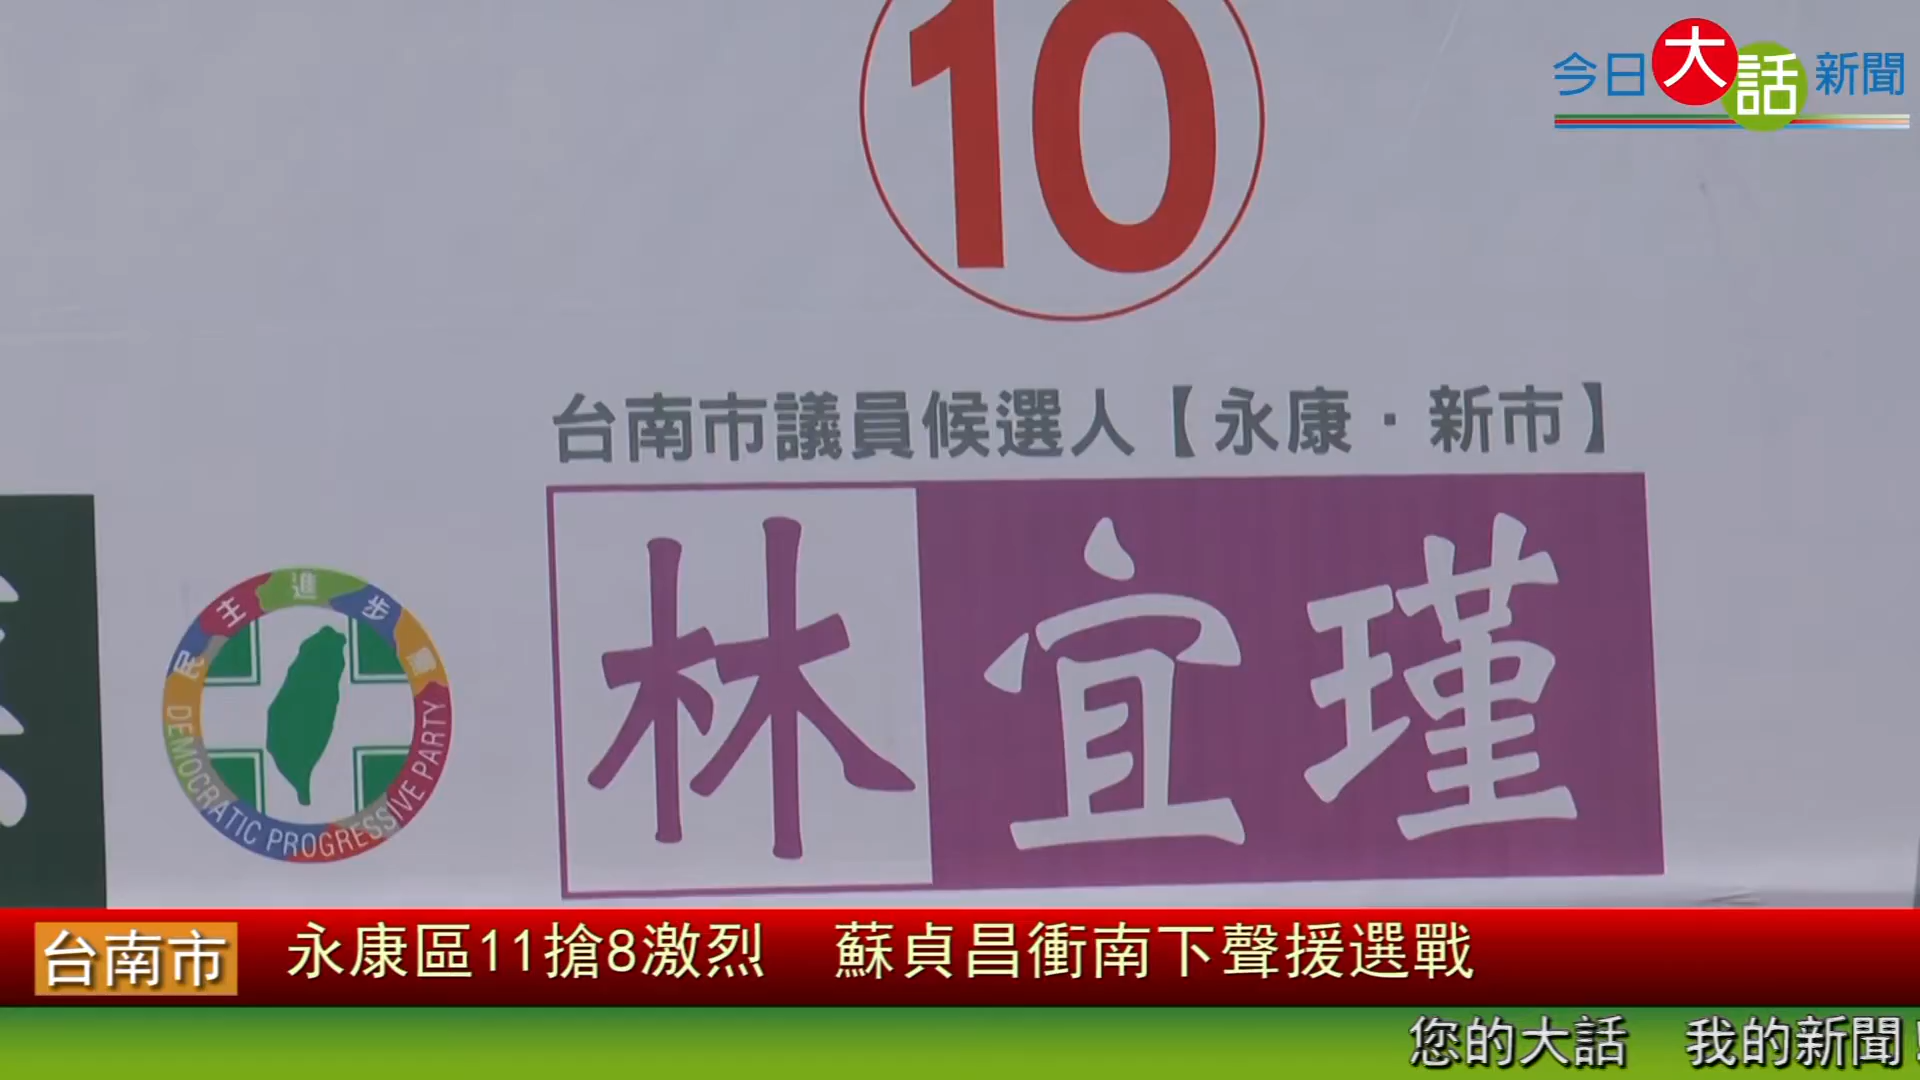 10
今日大話新聞
台南市議員候選人【永康·新市】
林宜瑾
民主進步黨
DEMOCRATIC PROGRESSIVE PARTY
台南市 永康區11搶8激烈 蘇貞昌衝南下聲援選戰
您的大話 我的新聞!